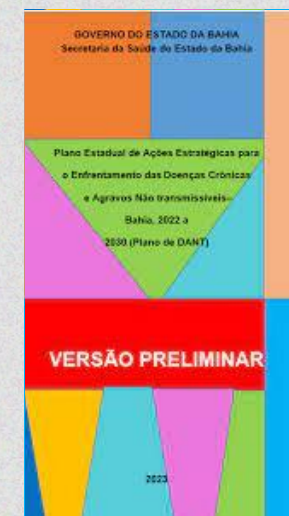 GOVERNO DO ESTADO DA BAHIA
Secretaria da Saúde do Estado da Bahia
Plano Estadual de Ações Estratégicas para
o Enfrentamento das Doenças Crônicas
e Agravos Não transmissíveis–
Bahia, 2022 a
2030 (Plano de DANT)
VERSÃO PRELIMINAR
2023